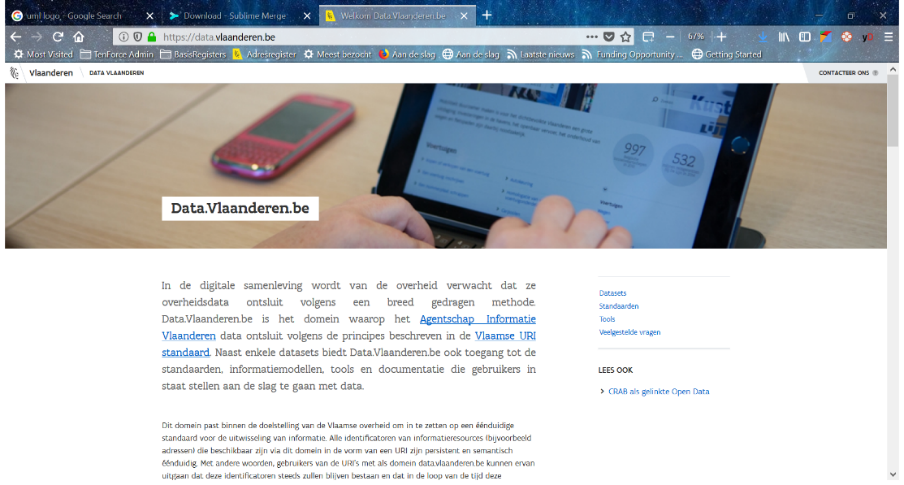 uml logo - Google Search
Download - Sublime Merge
Welkom Data.Vlaanderen.be
https://data.vlaanderen.be
67%
Most Visited TenForce Admin BasisRegisters Adresregister Meest bezocht Aan de slag Aan de slag Laatste nieuws Funding Opportunity ... Getting Started
Vlaanderen DATA VLAANDEREN
CONTACTEER ONS
Kust
997
532
Voertuigen
Data.Vlaanderen.be
In de digitale samenleving wordt van de overheid verwacht dat ze
overheidsdata ontsluit volgens een breed gedragen methode.
Data.Vlaanderen.be is het domein waarop het Agentschap Informatie
Vlaanderen data ontsluit volgens de principes beschreven in de Vlaamse URI
standaard. Naast enkele datasets biedt Data.Vlaanderen.be ook toegang tot de
standaarden, informatiemodellen, tools en documentatie die gebruikers in
staat stellen aan de slag te gaan met data.
Dit domein past binnen de doelstelling van de Vlaamse overheid om in te zetten op een éénduidige
standaard voor de uitwisseling van informatie. Alle identificatoren van informatieresources (bijvoorbeeld
adressen) die beschikbaar zijn via dit domein in de vorm van een URI zijn persistent en semantisch
éénduidig. Met andere woorden, gebruikers van de URI's met als domein data.vlaanderen.be kunnen ervan
uitgaan dat deze identificatoren steeds zullen blijven bestaan en dat in de loop van de tijd deze
Datasets
Standaarden
Tools
Veelgestelde vragen
LEES OOK
CRAB als gelinkte Open Data